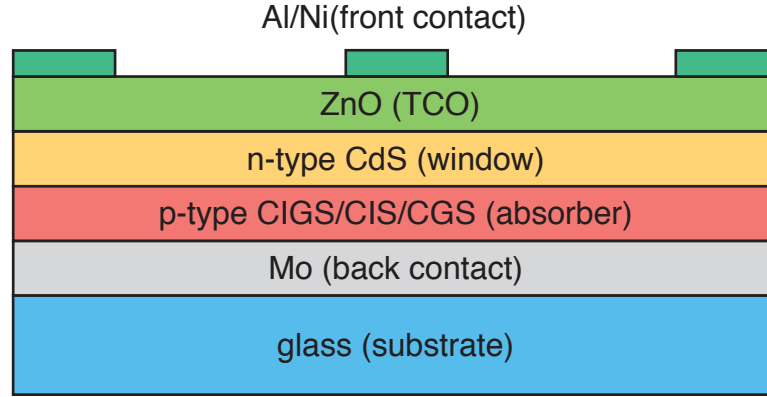 Al/Ni(front contact)
ZnO (TCO)
n-type CdS (window)
p-type CIGS/CIS/CGS (absorber)
Mo (back contact)
glass (substrate)